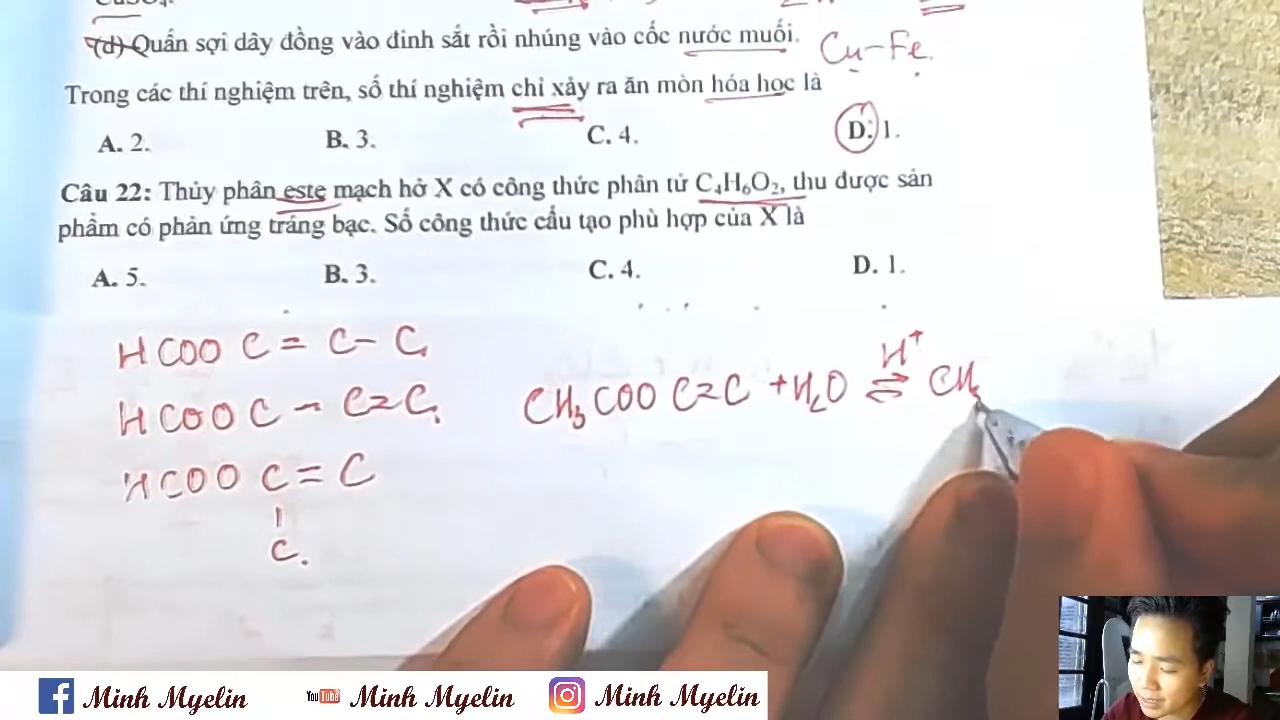 CuSO₄.
(d) Quấn sợi dây đồng vào đinh sắt rồi nhúng vào cốc nước muối. Cu-Fe.
Trong các thí nghiệm trên, số thí nghiệm chỉ xảy ra ăn mòn hóa học là
A. 2. B. 3. C. 4. D. 1.
Câu 22: Thủy phân este mạch hở X có công thức phân tử C₄H₆O₂, thu được sản
phẩm có phản ứng tráng bạc. Số công thức cấu tạo phù hợp của X là
A. 5. B. 3. C. 4. D. 1.
HCOO C = C - C
HCOO C - C=C
CH₃COO C=C + H₂O ⇌ CH₃
H⁺
HCOO C = C
C.
Minh Myelin YouTube Minh Myelin Minh Myelin